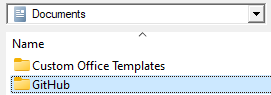 Documents
Name
Custom Office Templates
GitHub